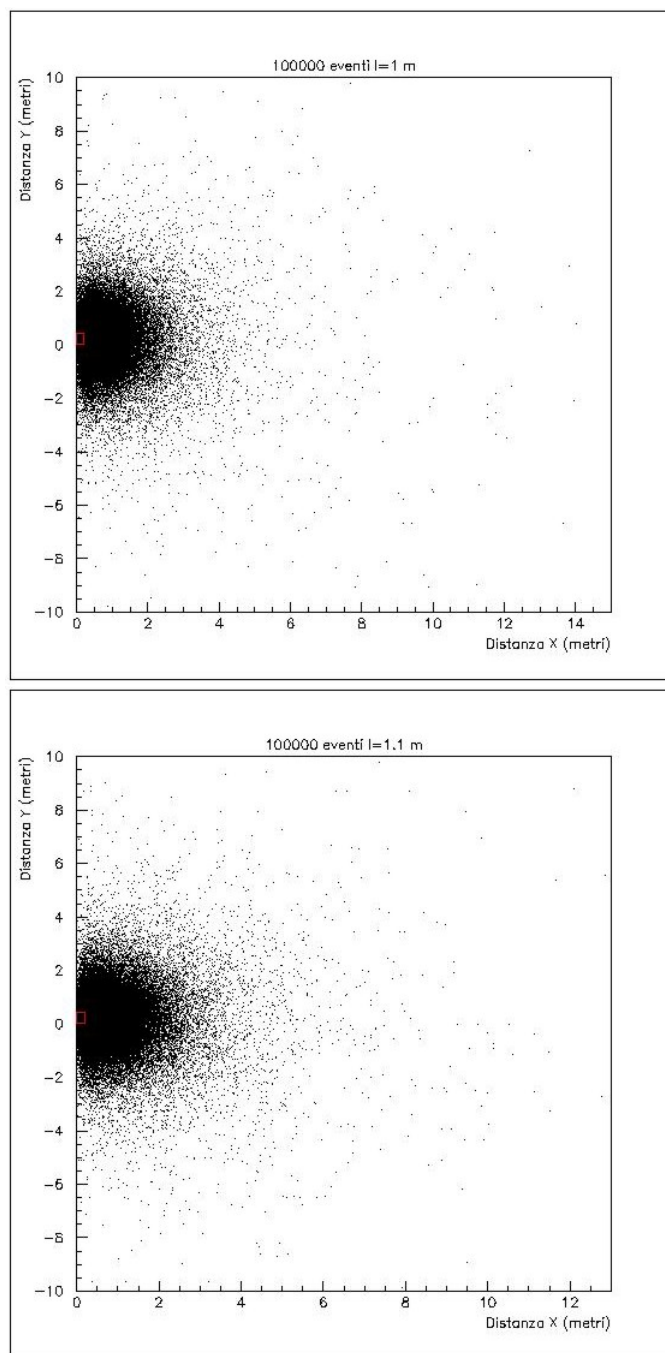 100000 eventi l=1 m
Distanza Y (metri)
10
8
6
4
2
0
−2
−4
−6
−8
−10
0 2 4 6 8 10 12 14
Distanza X (metri)
100000 eventi l=1.1 m
Distanza Y (metri)
10
8
6
4
2
0
−2
−4
−6
−8
−10
0 2 4 6 8 10 12
Distanza X (metri)